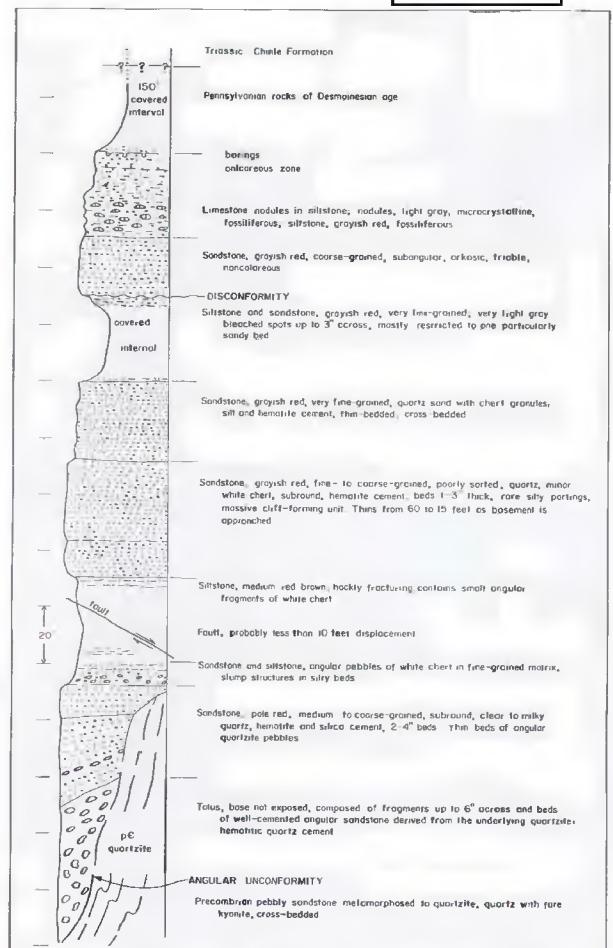 Triassic Chinle Formation
? - ? - ?
150'
covered
interval
Pennsylvanian rocks of Desmoinesian age
borings
oncareous zone
Limestone nodules in siltstone; nodules, light gray, microcrystalline,
fossiliferous, siltstone, grayish red, fossiliferous
Sandstone, grayish red, coarse-grained, subangular, arkosic, friable,
noncalcareous
DISCONFORMITY
Siltstone and sandstone, grayish red, very fine-grained; very light gray
bleached spots up to 3" across, mostly restricted to one particularly
sandy bed
covered
internal
Sandstone, grayish red, very fine-grained, quartz sand with chert granules,
silt and hematite cement, thin-bedded, cross-bedded
Sandstone, grayish red, fine- to coarse-grained, poorly sorted, quartz, minor
white chert, subround, hematite cement, beds 1-3" thick, rare silty partings,
massive cliff-forming unit. Thins from 60 to 15 feet as basement is
approached
Siltstone, medium red brown, hockly fracturing contains small angular
fragments of white chert
fault
20'
Fault, probably less than 10 feet displacement
Sandstone and siltstone, angular pebbles of white chert in fine-grained matrix,
slump structures in silty beds
Sandstone, pale red, medium to coarse-grained, subround, clear to milky
quartz, hematite and silica cement, 2-4" beds Thin beds of angular
quartzite pebbles
Talus, base not exposed, composed of fragments up to 6" across and beds
of well-cemented angular sandstone derived from the underlying quartzite;
hematitic quartz cement
p€
quartzite
ANGULAR UNCONFORMITY
Precambrian pebbly sandstone metamorphosed to quartzite, quartz with rare
kyanite, cross-bedded